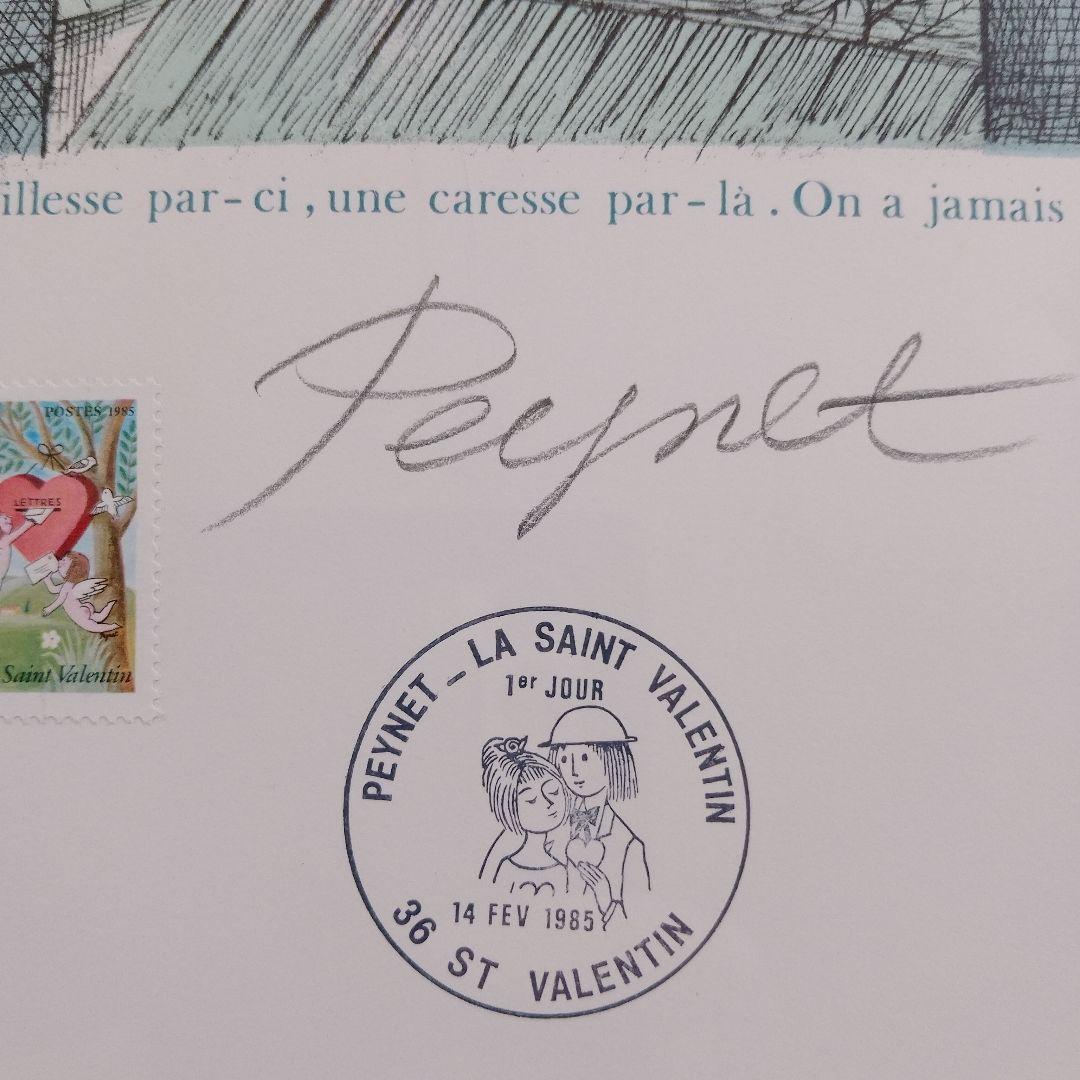 illesse par-ci, une caresse par-là. On a jamais
Peynet
POSTES 1985
LETTRES
Saint Valentin
PEYNET - LA SAINT VALENTIN
1er JOUR
14 FEV 1985
36 ST VALENTIN